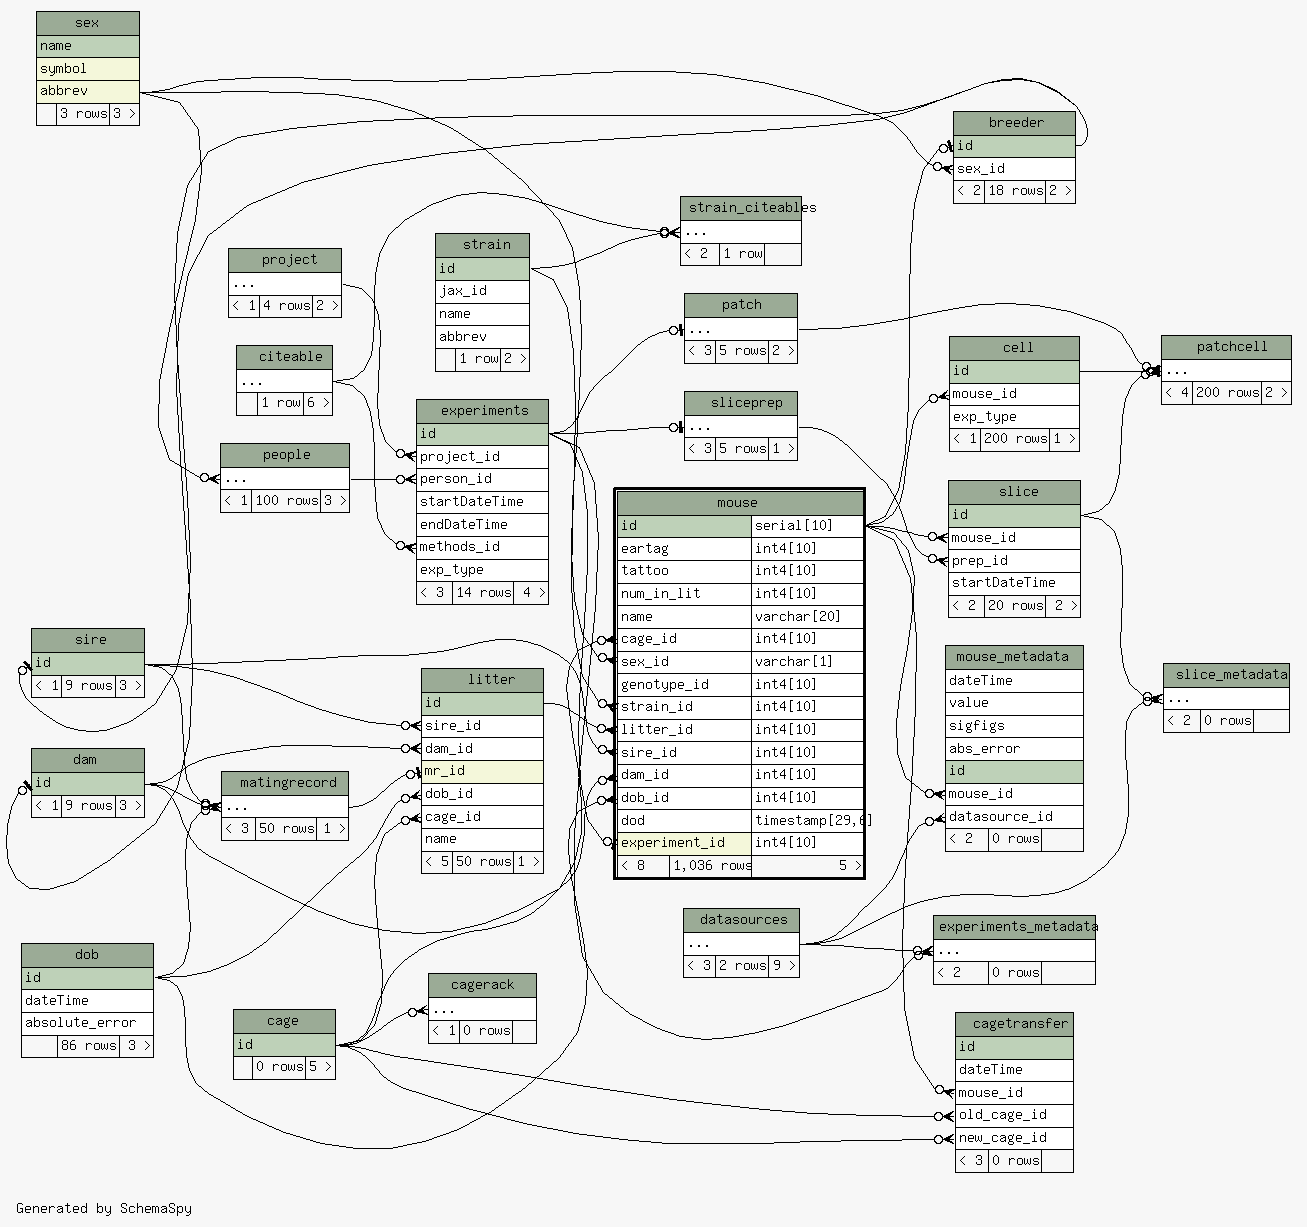 sex
name
symbol
abbrev
3 rows 3 >
breeder
id
sex_id
< 2 18 rows 2 >
strain_citeables
...
< 2 1 row
project
...
< 1 4 rows 2 >
strain
id
jax_id
name
abbrev
1 row 2 >
patch
...
< 3 5 rows 2 >
citeable
...
1 row 6 >
cell
id
mouse_id
exp_type
< 1 200 rows 1 >
patchcell
...
< 4 200 rows 2 >
experiments
id
project_id
person_id
startDateTime
endDateTime
methods_id
exp_type
< 3 14 rows 4 >
sliceprep
...
< 3 5 rows 1 >
people
...
< 1 100 rows 3 >
mouse
id serial[10]
eartag int4[10]
tattoo int4[10]
num_in_lit int4[10]
name varchar[20]
cage_id int4[10]
sex_id varchar[1]
genotype_id int4[10]
strain_id int4[10]
litter_id int4[10]
sire_id int4[10]
dam_id int4[10]
dob_id int4[10]
dod timestamp[29,6]
experiment_id int4[10]
< 8 1,036 rows 5 >
slice
id
mouse_id
prep_id
startDateTime
< 2 20 rows 2 >
sire
id
< 1 9 rows 3 >
litter
id
sire_id
dam_id
mr_id
dob_id
cage_id
name
< 5 50 rows 1 >
mouse_metadata
dateTime
value
sigfigs
abs_error
id
mouse_id
datasource_id
< 2 0 rows
slice_metadata
...
< 2 0 rows
dam
id
< 1 9 rows 3 >
matingrecord
...
< 3 50 rows 1 >
datasources
...
< 3 2 rows 9 >
experiments_metadata
...
< 2 0 rows
dob
id
dateTime
absolute_error
86 rows 3 >
cagerack
...
< 1 0 rows
cage
id
0 rows 5 >
cagetransfer
id
dateTime
mouse_id
old_cage_id
new_cage_id
< 3 0 rows
Generated by SchemaSpy